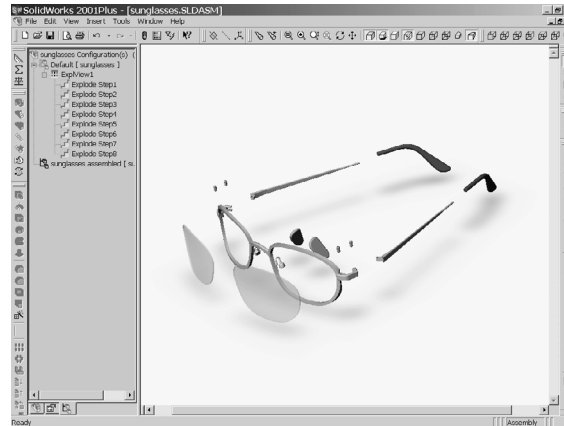 SolidWorks 2001Plus - [sunglasses.SLDASM]
File Edit View Insert Tools Window Help
sunglasses Configuration(s) (
Default [ sunglasses ]
ExplView1
Explode Step1
Explode Step2
Explode Step3
Explode Step4
Explode Step5
Explode Step6
Explode Step7
Explode Step8
sunglasses assembled [ su
Ready
Assembly